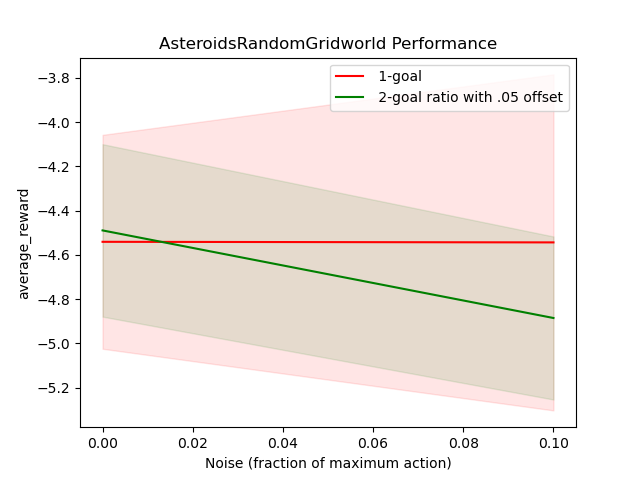 AsteroidsRandomGridworld Performance
1-goal
2-goal ratio with .05 offset
average_reward
−3.8
−4.0
−4.2
−4.4
−4.6
−4.8
−5.0
−5.2
0.00 0.02 0.04 0.06 0.08 0.10
Noise (fraction of maximum action)